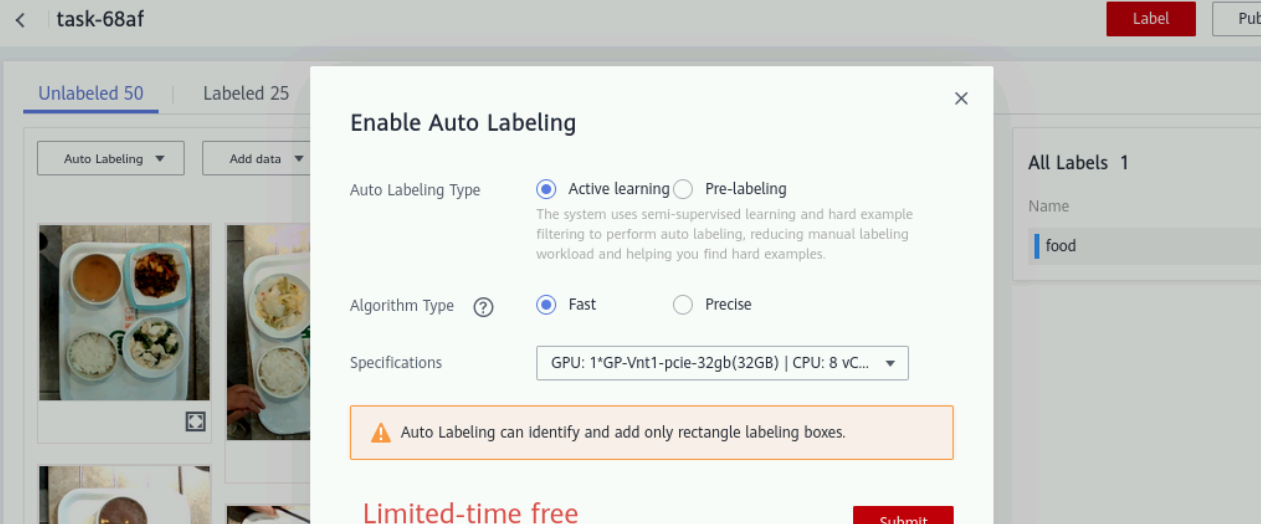 task-68af
Label
Pub
Unlabeled 50
Labeled 25
Auto Labeling
Add data
Enable Auto Labeling
Auto Labeling Type
Active learning
Pre-labeling
The system uses semi-supervised learning and hard example
filtering to perform auto labeling, reducing manual labeling
workload and helping you find hard examples.
Algorithm Type ?
Fast
Precise
Specifications
GPU: 1*GP-Vnt1-pcie-32gb(32GB) | CPU: 8 vC...
Auto Labeling can identify and add only rectangle labeling boxes.
Limited-time free
Submit
All Labels 1
Name
food